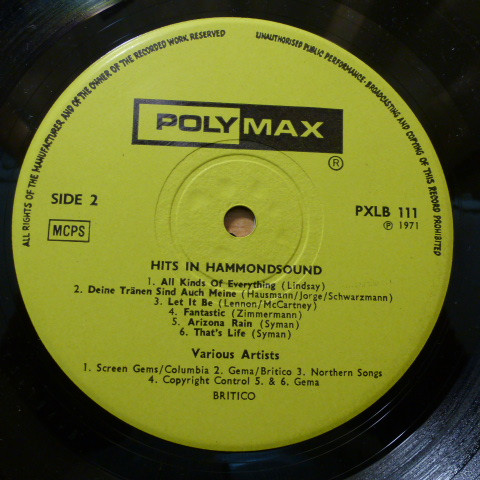 ALL RIGHTS OF THE MANUFACTURER AND OF THE OWNER OF THE RECORDED WORK RESERVED
UNAUTHORISED PUBLIC PERFORMANCE · BROADCASTING AND COPYING OF THIS RECORD PROHIBITED
POLYMAX
®
SIDE 2
MCPS
PXLB 111
℗ 1971
HITS IN HAMMONDSOUND
1. All Kinds Of Everything (Lindsay)
2. Deine Tränen Sind Auch Meine (Hausmann/Jorge/Schwarzmann)
3. Let It Be (Lennon/McCartney)
4. Fantastic (Zimmermann)
5. Arizona Rain (Syman)
6. That's Life (Syman)
Various Artists
1. Screen Gems/Columbia 2. Gema/Britico 3. Northern Songs
4. Copyright Control 5. & 6. Gema
BRITICO